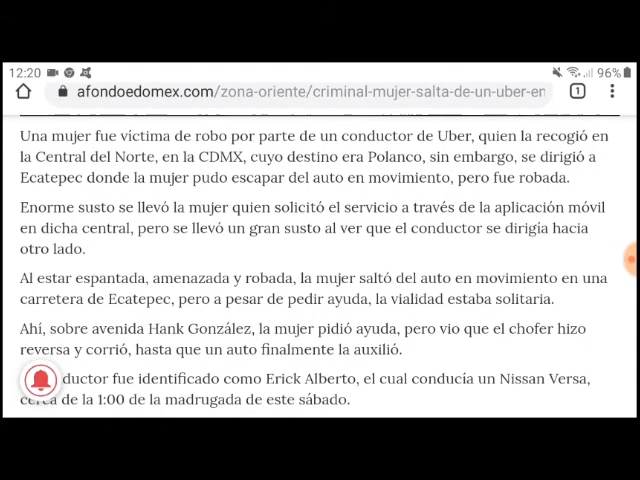 12:20
96%
afondoedomex.com/zona-oriente/criminal-mujer-salta-de-un-uber-en
1
Una mujer fue víctima de robo por parte de un conductor de Uber, quien la recogió en
la Central del Norte, en la CDMX, cuyo destino era Polanco, sin embargo, se dirigió a
Ecatepec donde la mujer pudo escapar del auto en movimiento, pero fue robada.
Enorme susto se llevó la mujer quien solicitó el servicio a través de la aplicación móvil
en dicha central, pero se llevó un gran susto al ver que el conductor se dirigía hacia
otro lado.
Al estar espantada, amenazada y robada, la mujer saltó del auto en movimiento en una
carretera de Ecatepec, pero a pesar de pedir ayuda, la vialidad estaba solitaria.
Ahí, sobre avenida Hank González, la mujer pidió ayuda, pero vio que el chofer hizo
reversa y corrió, hasta que un auto finalmente la auxilió.
ductor fue identificado como Erick Alberto, el cual conducía un Nissan Versa,
cerca de la 1:00 de la madrugada de este sábado.